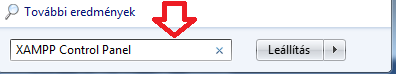 További eredmények
XAMPP Control Panel
Leállítás